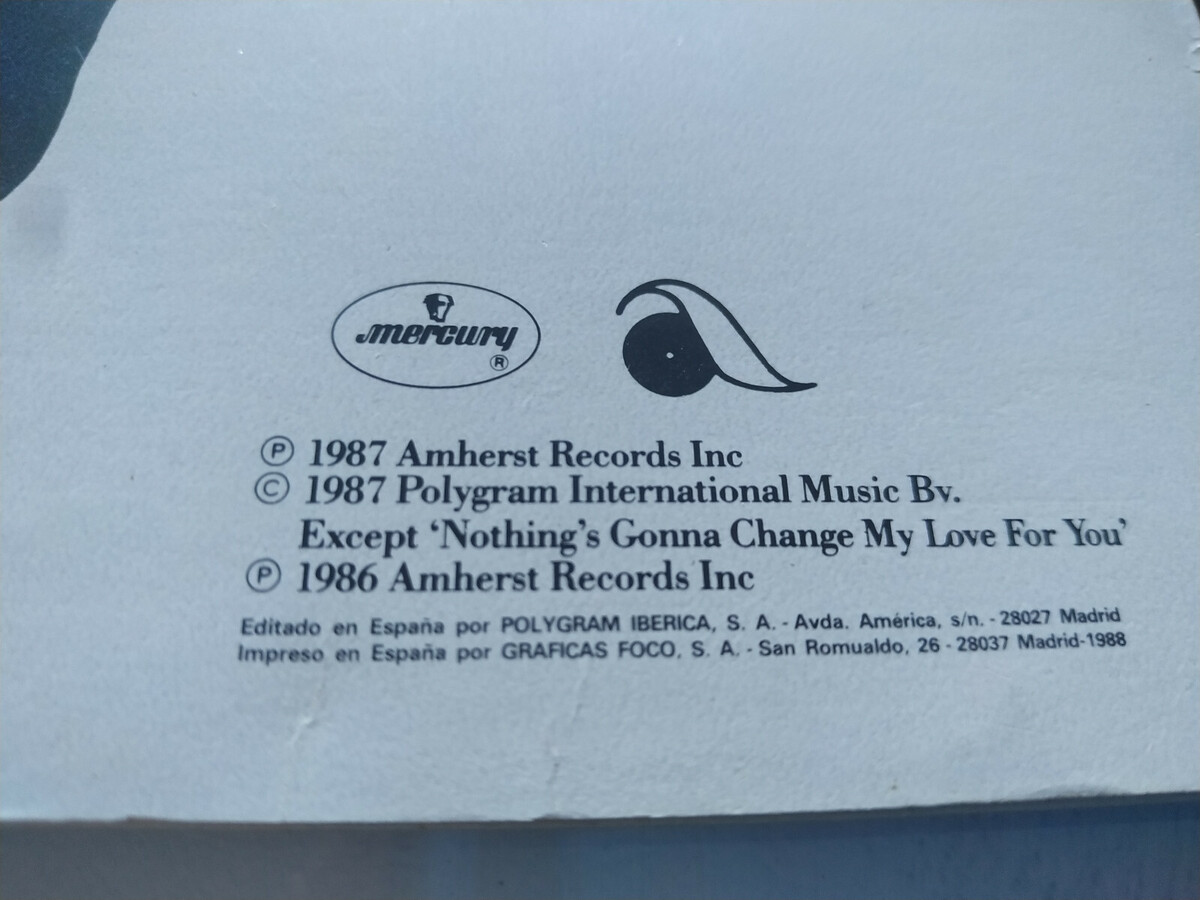 mercury
®
Ⓟ 1987 Amherst Records Inc
© 1987 Polygram International Music Bv.
Except ‘Nothing’s Gonna Change My Love For You’
Ⓟ 1986 Amherst Records Inc
Editado en España por POLYGRAM IBERICA, S. A. - Avda. América, s/n. - 28027 Madrid
Impreso en España por GRAFICAS FOCO, S. A. - San Romualdo, 26 - 28037 Madrid-1988